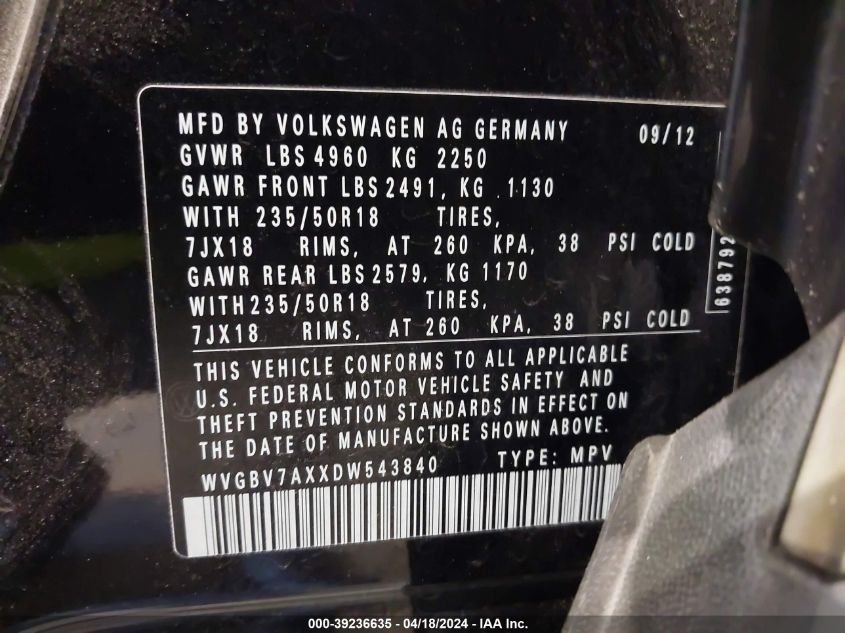 MFD BY VOLKSWAGEN AG GERMANY 09/12
GVWR LBS 4960 KG 2250
GAWR FRONT LBS 2491, KG 1130
WITH 235/50R18 TIRES,
7JX18 RIMS, AT 260 KPA, 38 PSI COLD
GAWR REAR LBS 2579, KG 1170
WITH 235/50R18 TIRES,
7JX18 RIMS, AT 260 KPA, 38 PSI COLD
638792
THIS VEHICLE CONFORMS TO ALL APPLICABLE
U.S. FEDERAL MOTOR VEHICLE SAFETY AND
THEFT PREVENTION STANDARDS IN EFFECT ON
THE DATE OF MANUFACTURE SHOWN ABOVE.
WVGBV7AXXDW543840 TYPE: MPV
000-39236635 - 04/18/2024 - IAA Inc.